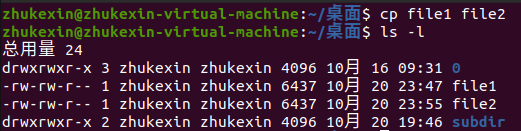 zhukexin@zhukexin-virtual-machine:~/桌面$ cp file1 file2
zhukexin@zhukexin-virtual-machine:~/桌面$ ls -l
总用量 24
drwxrwxr-x 3 zhukexin zhukexin 4096 10月 16 09:31 0
-rw-rw-r-- 1 zhukexin zhukexin 6437 10月 20 23:47 file1
-rw-rw-r-- 1 zhukexin zhukexin 6437 10月 20 23:55 file2
drwxrwxr-x 2 zhukexin zhukexin 4096 10月 20 19:46 subdir